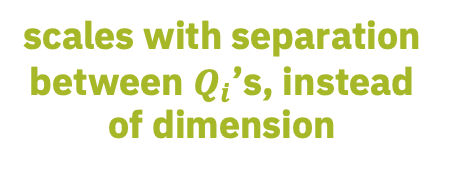 scales with separation
between Qᵢ’s, instead
of dimension